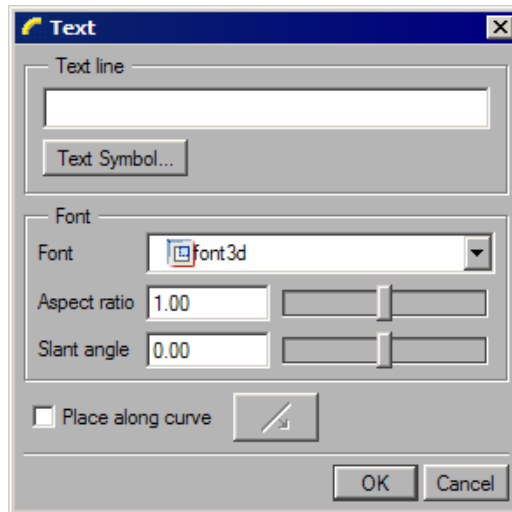 Text
Text line
Text Symbol...
Font
Font font3d
Aspect ratio 1.00
Slant angle 0.00
Place along curve
OK Cancel